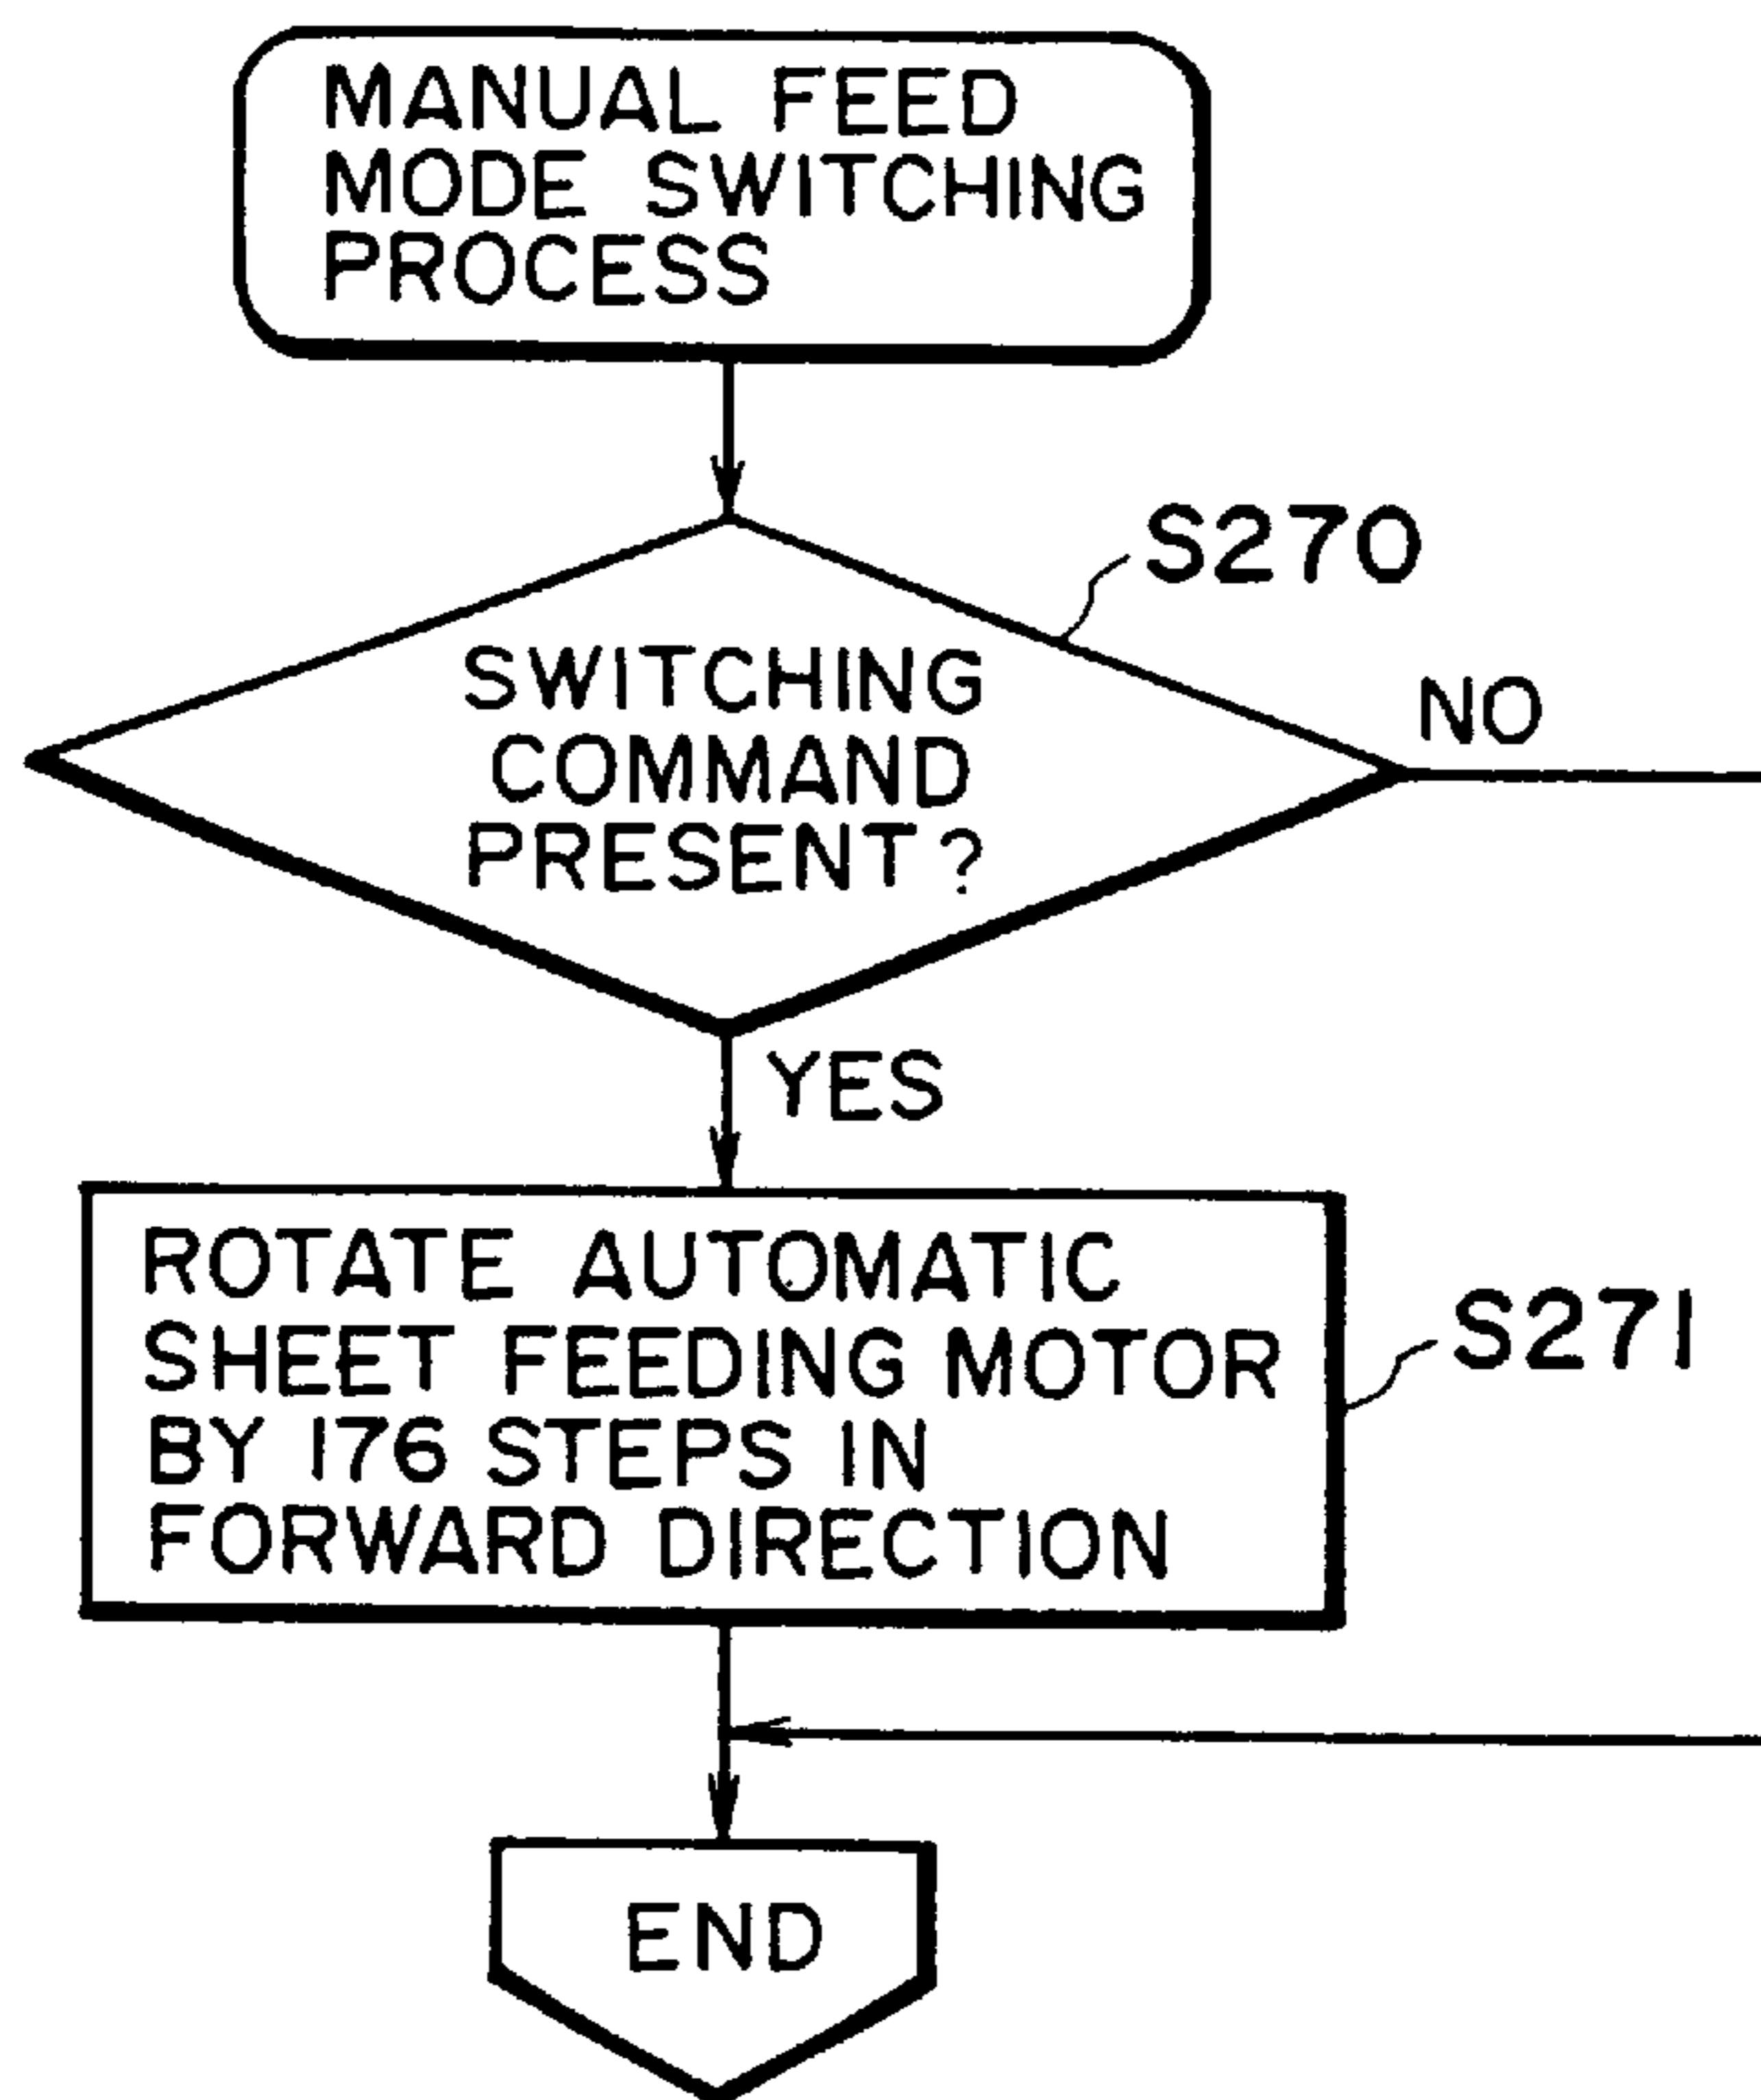 MANUAL FEED
MODE SWITCHING
PROCESS
S270
SWITCHING
COMMAND
PRESENT?
NO
YES
ROTATE AUTOMATIC
SHEET FEEDING MOTOR
BY 176 STEPS IN
FORWARD DIRECTION
S271
END